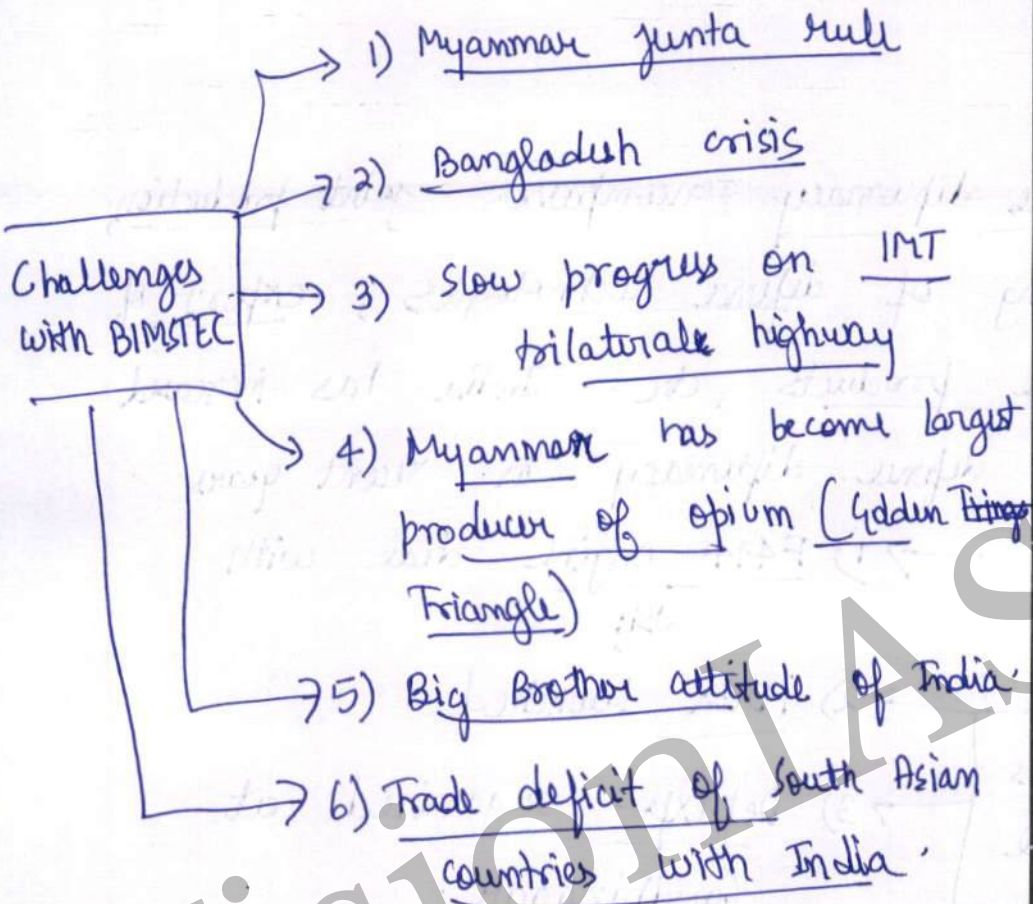 Challenges
with BIMSTEC
1) Myanmar junta rule
2) Bangladesh crisis
3) Slow progress on IMT
trilateral highway
4) Myanmar has become largest
producer of opium (Golden
Triangle)
5) Big Brother attitude of India.
6) Trade deficit of South Asian
countries with India.
VisionIAS